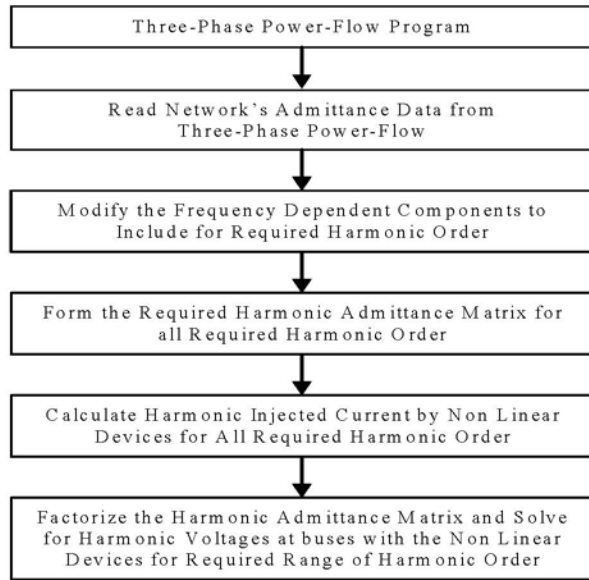 Three-Phase Power-Flow Program
Read Network's Admittance Data from
Three-Phase Power-Flow
Modify the Frequency Dependent Components to
Include for Required Harmonic Order
Form the Required Harmonic Admittance Matrix for
all Required Harmonic Order
Calculate Harmonic Injected Current by Non Linear
Devices for All Required Harmonic Order
Factorize the Harmonic Admittance Matrix and Solve
for Harmonic Voltages at buses with the Non Linear
Devices for Required Range of Harmonic Order